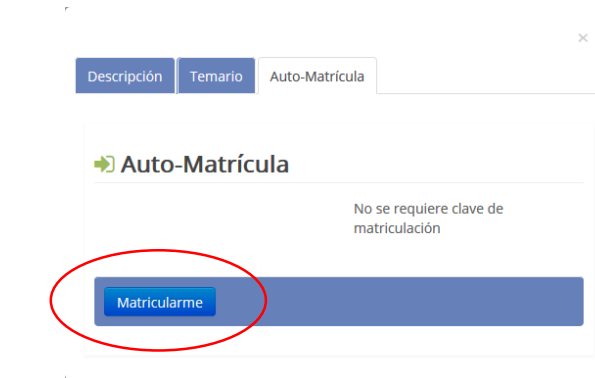 ×
Descripción Temario Auto-Matrícula
Auto-Matrícula
No se requiere clave de
matriculación
Matricularme